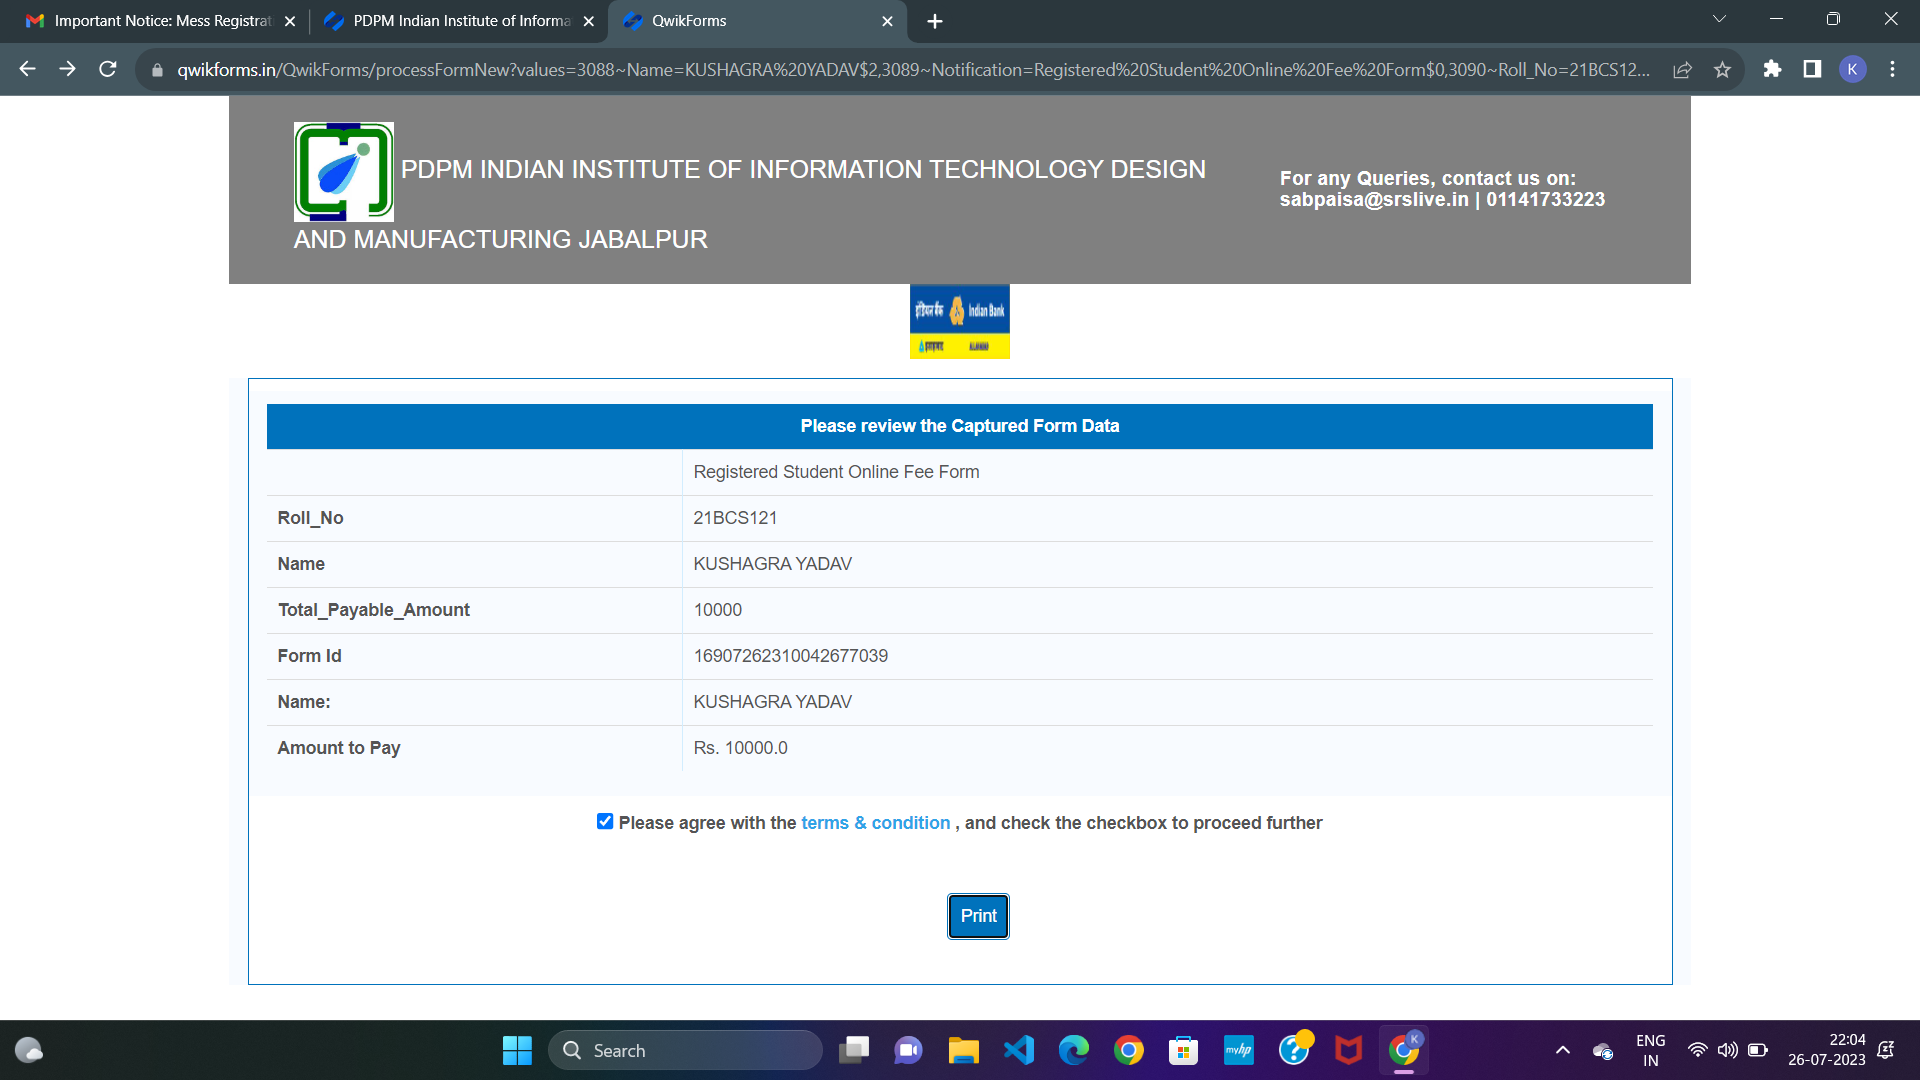 Important Notice: Mess Registrat
PDPM Indian Institute of Informa
QwikForms
qwikforms.in/QwikForms/processFormNew?values=3088~Name=KUSHAGRA%20YADAV$2,3089~Notification=Registered%20Student%20Online%20Fee%20Form$0,3090~Roll_No=21BCS12...
K
PDPM INDIAN INSTITUTE OF INFORMATION TECHNOLOGY DESIGN
AND MANUFACTURING JABALPUR
For any Queries, contact us on:
sabpaisa@srslive.in | 01141733223
इंडियन बैंक Indian Bank
इलाहाबाद ALLAHABAD
Please review the Captured Form Data
Registered Student Online Fee Form
Roll_No 21BCS121
Name KUSHAGRA YADAV
Total_Payable_Amount 10000
Form Id 16907262310042677039
Name: KUSHAGRA YADAV
Amount to Pay Rs. 10000.0
Please agree with the terms & condition , and check the checkbox to proceed further
Print
Search
myhp
K
ENG
IN
22:04
26-07-2023